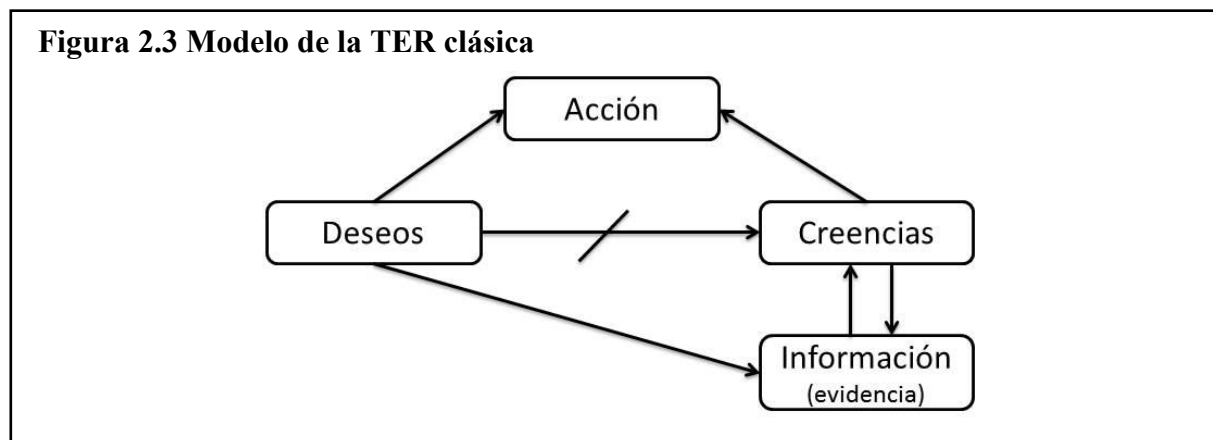 Figura 2.3 Modelo de la TER clásica
Acción
Deseos
Creencias
Información
(evidencia)